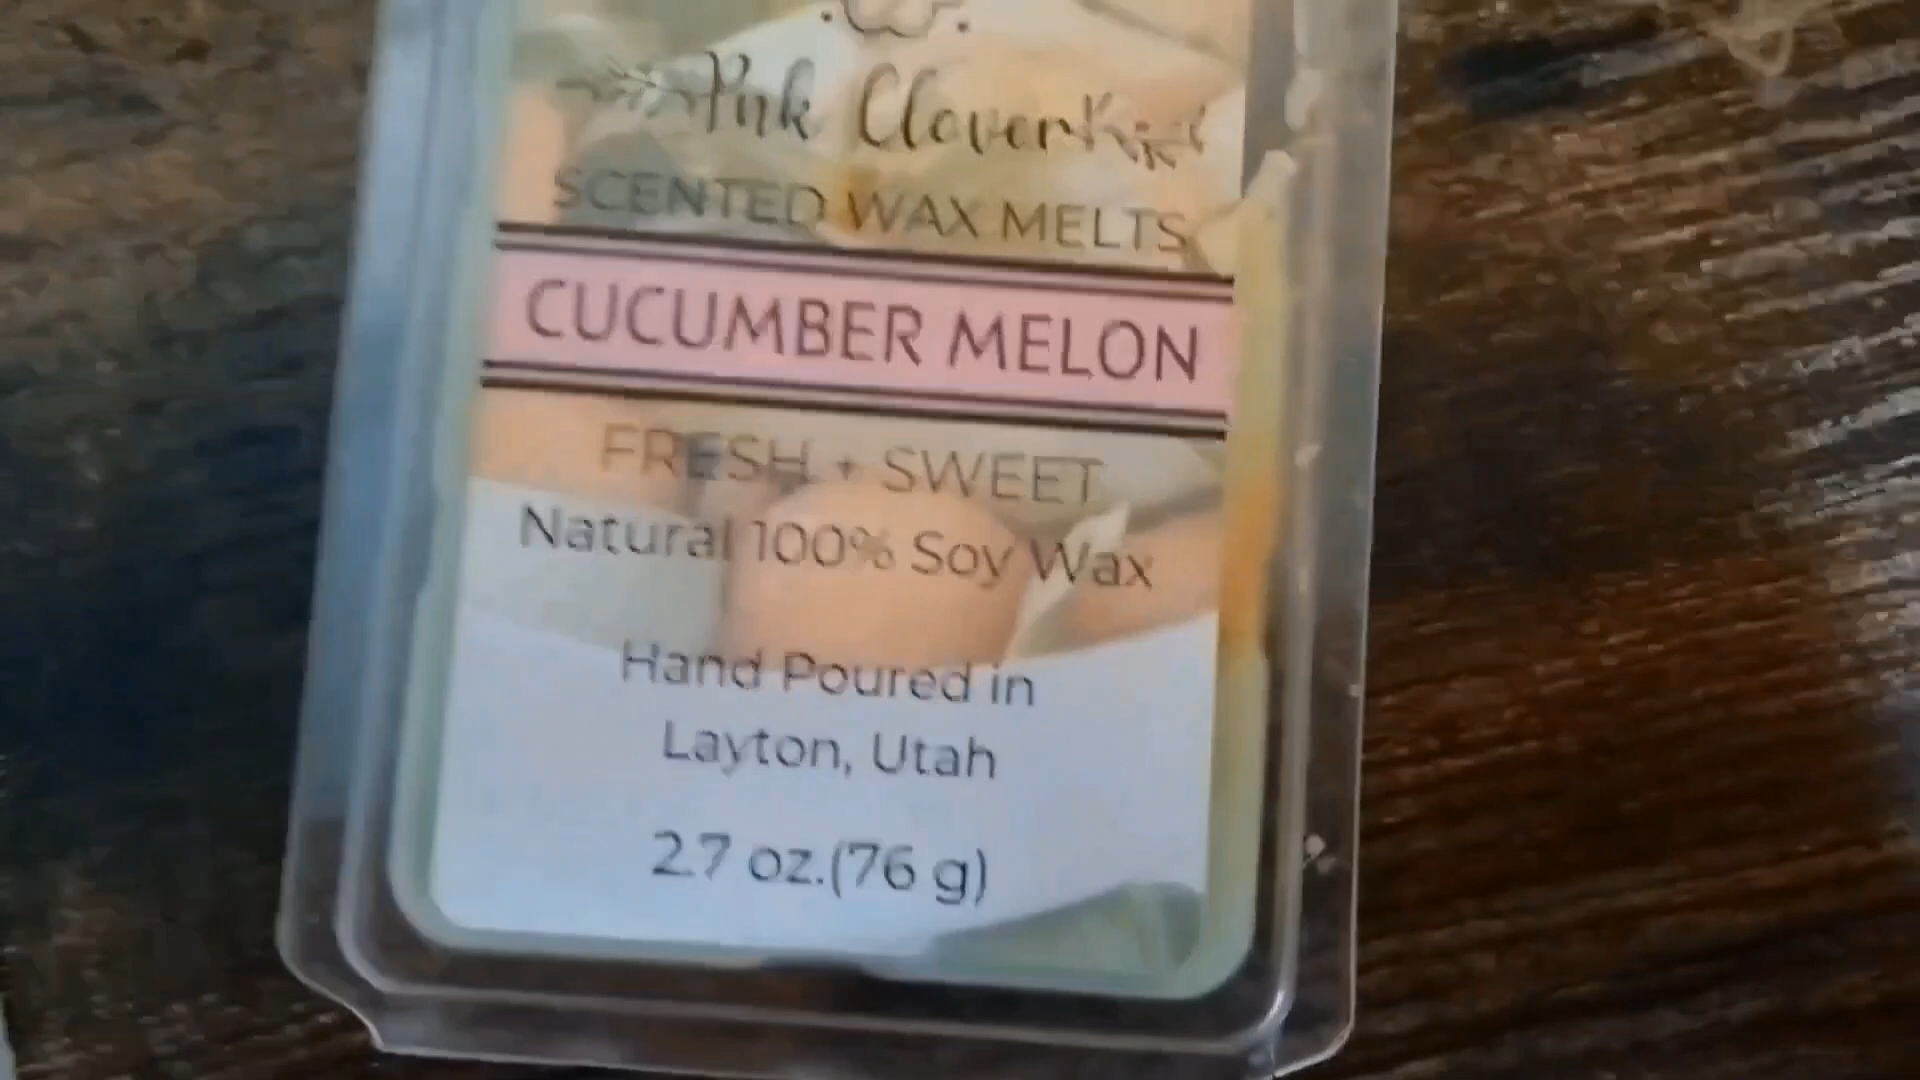 Pink Clover
SCENTED WAX MELTS
CUCUMBER MELON
FRESH + SWEET
Natural 100% Soy Wax
Hand Poured in
Layton, Utah
2.7 oz.(76 g)